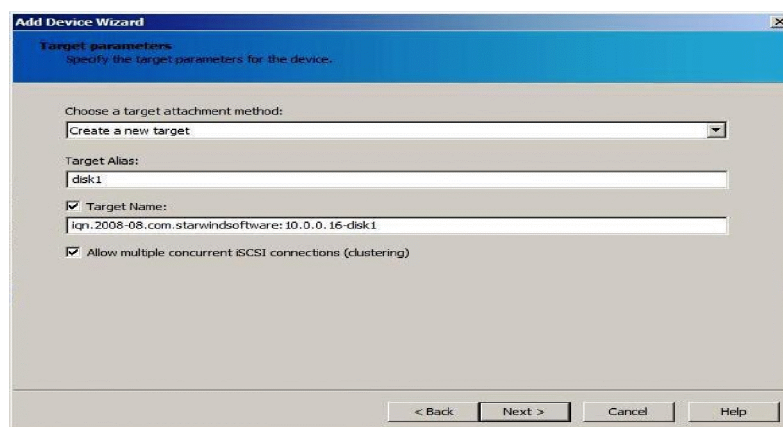 Add Device Wizard
Target parameters
Specify the target parameters for the device.
Choose a target attachment method:
Create a new target
Target Alias:
disk1
Target Name:
iqn.2008-08.com.starwindsoftware:10.0.0.16-disk1
Allow multiple concurrent iSCSI connections (clustering)
< Back
Next >
Cancel
Help